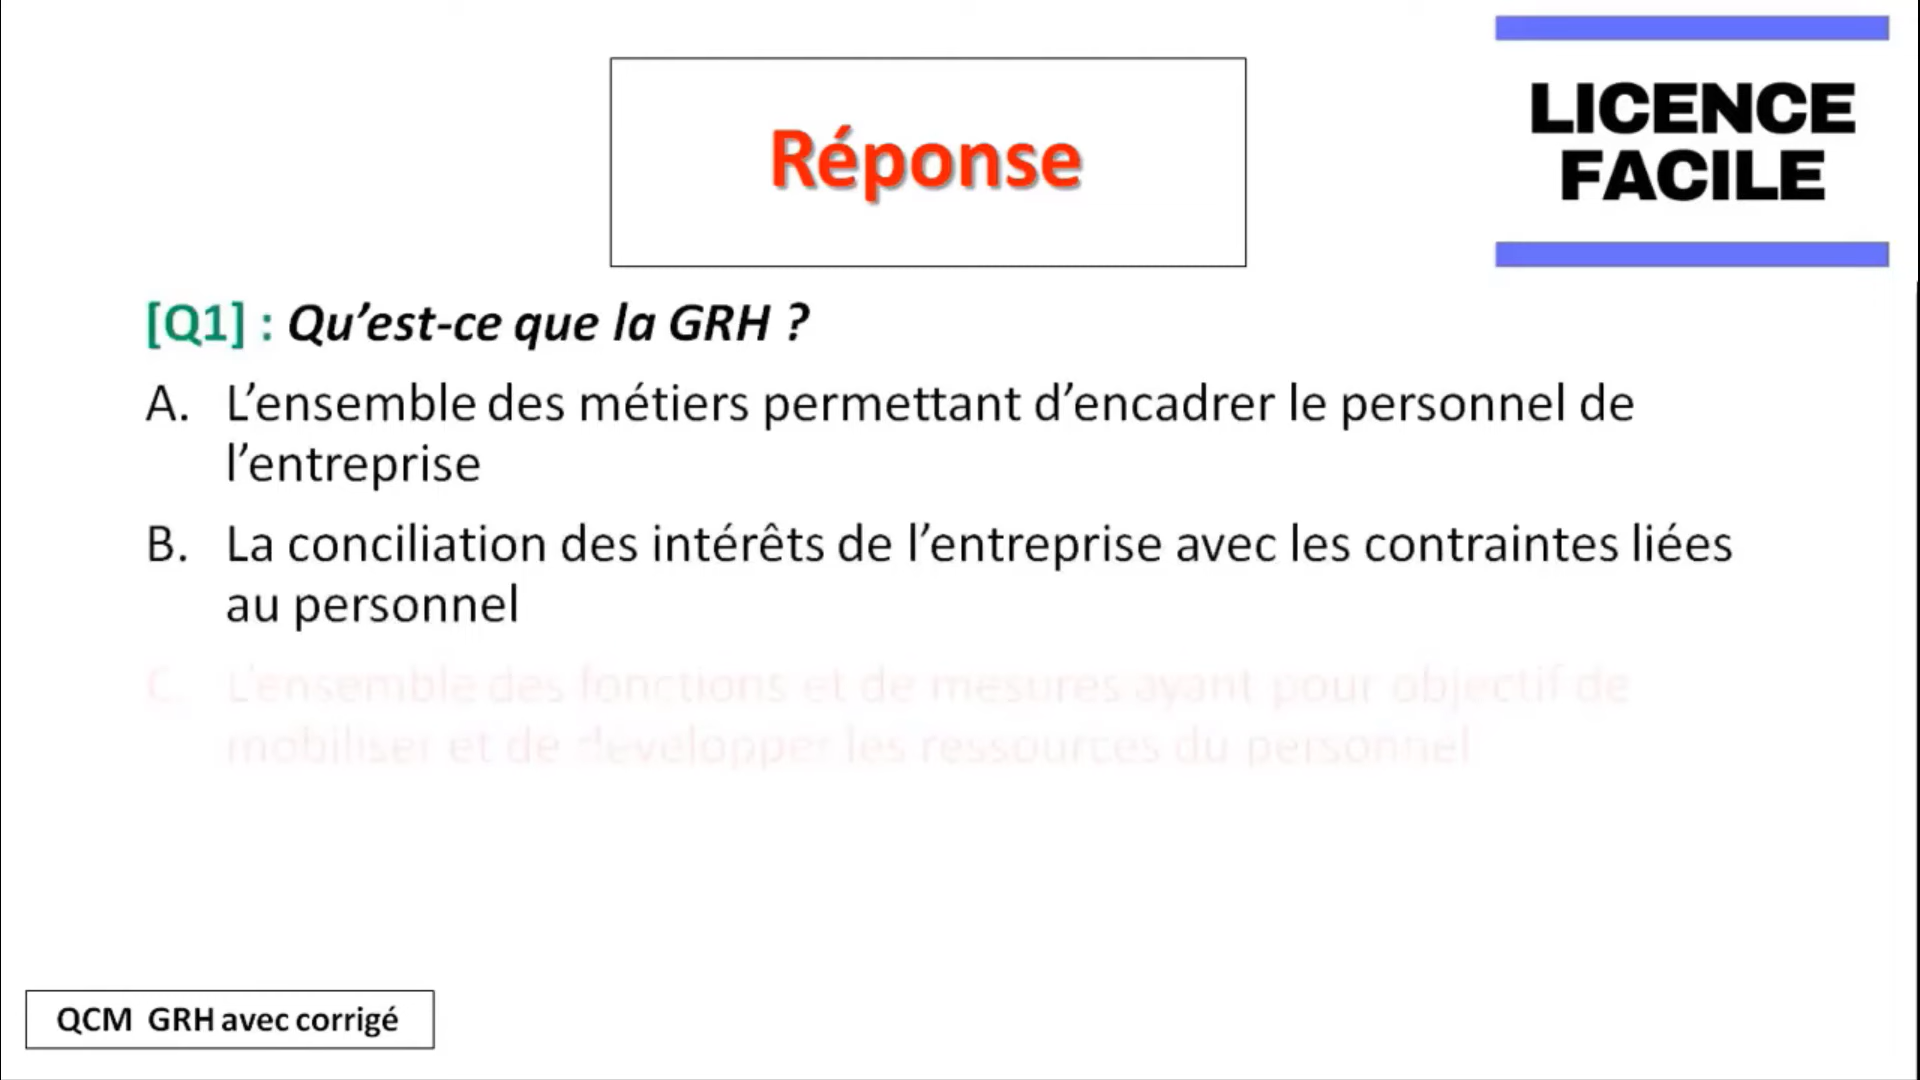 LICENCE
FACILE
Réponse
[Q1] : Qu’est-ce que la GRH ?
A. L’ensemble des métiers permettant d’encadrer le personnel de
l’entreprise
B. La conciliation des intérêts de l’entreprise avec les contraintes liées
au personnel
C. L’ensemble des fonctions et de mesures ayant pour objectif de
mobiliser et de developper les ressources du personnel
QCM GRH avec corrigé